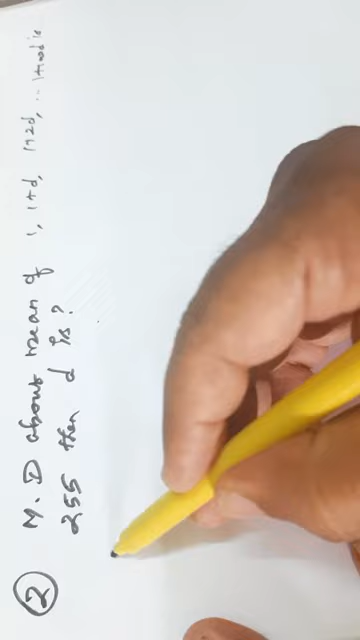 ② M.D about mean of 1, 1+d, 1+2d, ... 1+100d is
255 then d is?